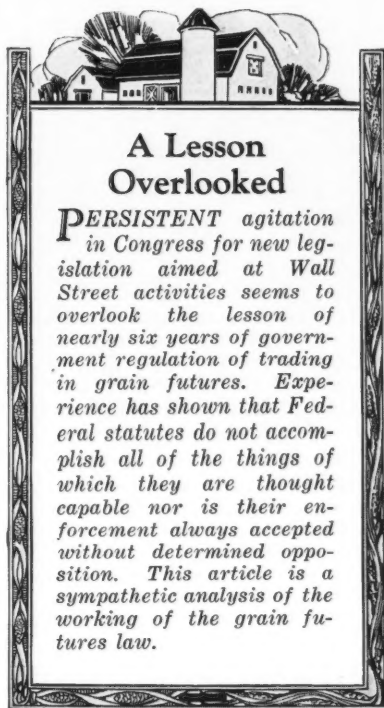 A Lesson
Overlooked
PERSISTENT agitation
in Congress for new leg-
islation aimed at Wall
Street activities seems to
overlook the lesson of
nearly six years of govern-
ment regulation of trading
in grain futures. Expe-
rience has shown that Fed-
eral statutes do not accom-
plish all of the things of
which they are thought
capable nor is their en-
forcement always accepted
without determined oppo-
sition. This article is a
sympathetic analysis of the
working of the grain fu-
tures law.